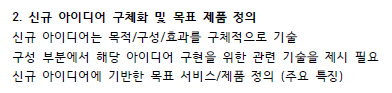 2. 신규 아이디어 구체화 및 목표 제품 정의
신규 아이디어는 목적/구성/효과를 구체적으로 기술
구성 부분에서 해당 아이디어 구현을 위한 관련 기술을 제시 필요
신규 아이디어에 기반한 목표 서비스/제품 정의 (주요 특징)